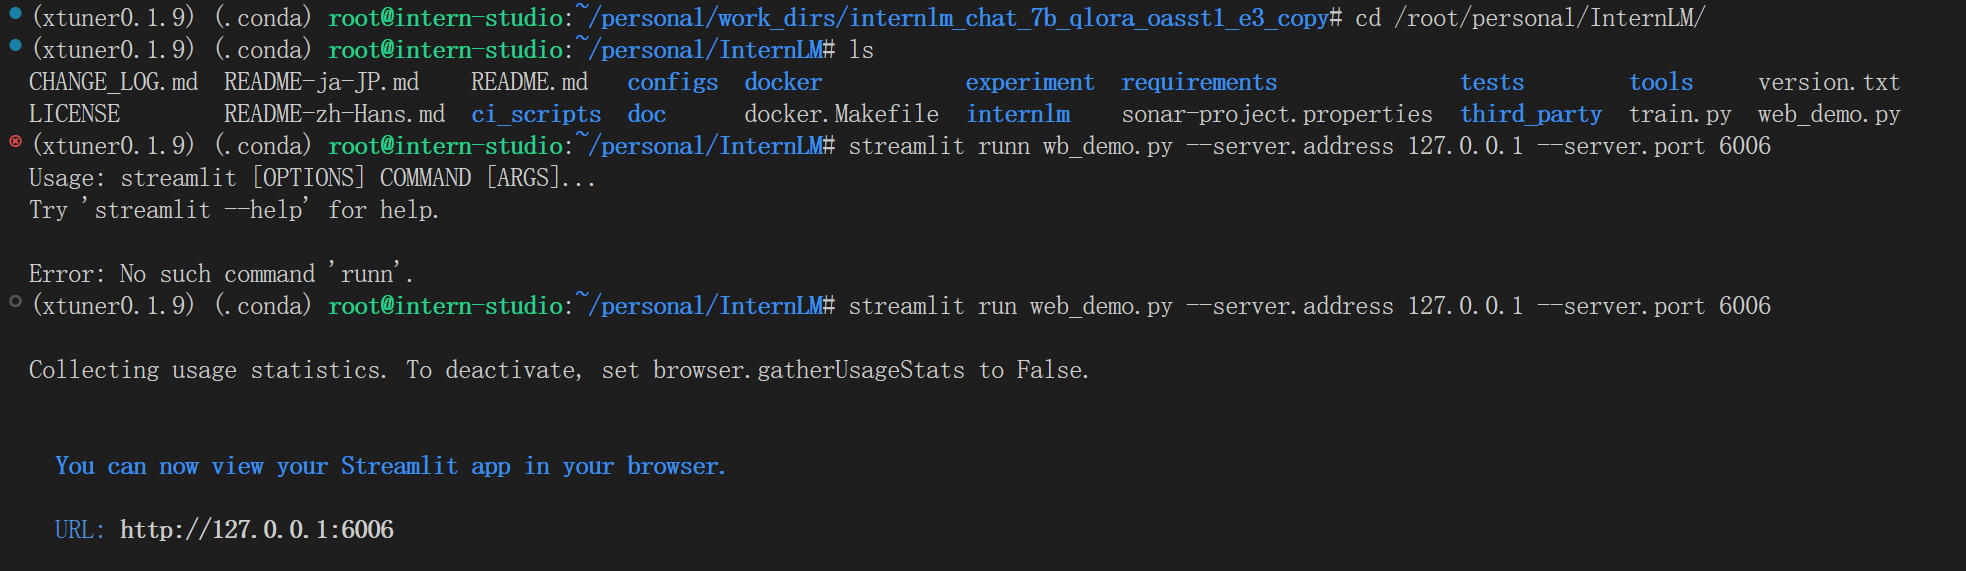 (xtuner0.1.9) (.conda) root@intern-studio:~/personal/work_dirs/internlm_chat_7b_qlora_oasst1_e3_copy# cd /root/personal/InternLM/
(xtuner0.1.9) (.conda) root@intern-studio:~/personal/InternLM# ls
CHANGE_LOG.md README-ja-JP.md README.md configs docker experiment requirements tests tools version.txt
LICENSE README-zh-Hans.md ci_scripts doc docker.Makefile internlm sonar-project.properties third_party train.py web_demo.py
(xtuner0.1.9) (.conda) root@intern-studio:~/personal/InternLM# streamlit runn wb_demo.py --server.address 127.0.0.1 --server.port 6006
Usage: streamlit [OPTIONS] COMMAND [ARGS]...
Try 'streamlit --help' for help.
Error: No such command 'runn'.
(xtuner0.1.9) (.conda) root@intern-studio:~/personal/InternLM# streamlit run web_demo.py --server.address 127.0.0.1 --server.port 6006
Collecting usage statistics. To deactivate, set browser.gatherUsageStats to False.
You can now view your Streamlit app in your browser.
URL: http://127.0.0.1:6006